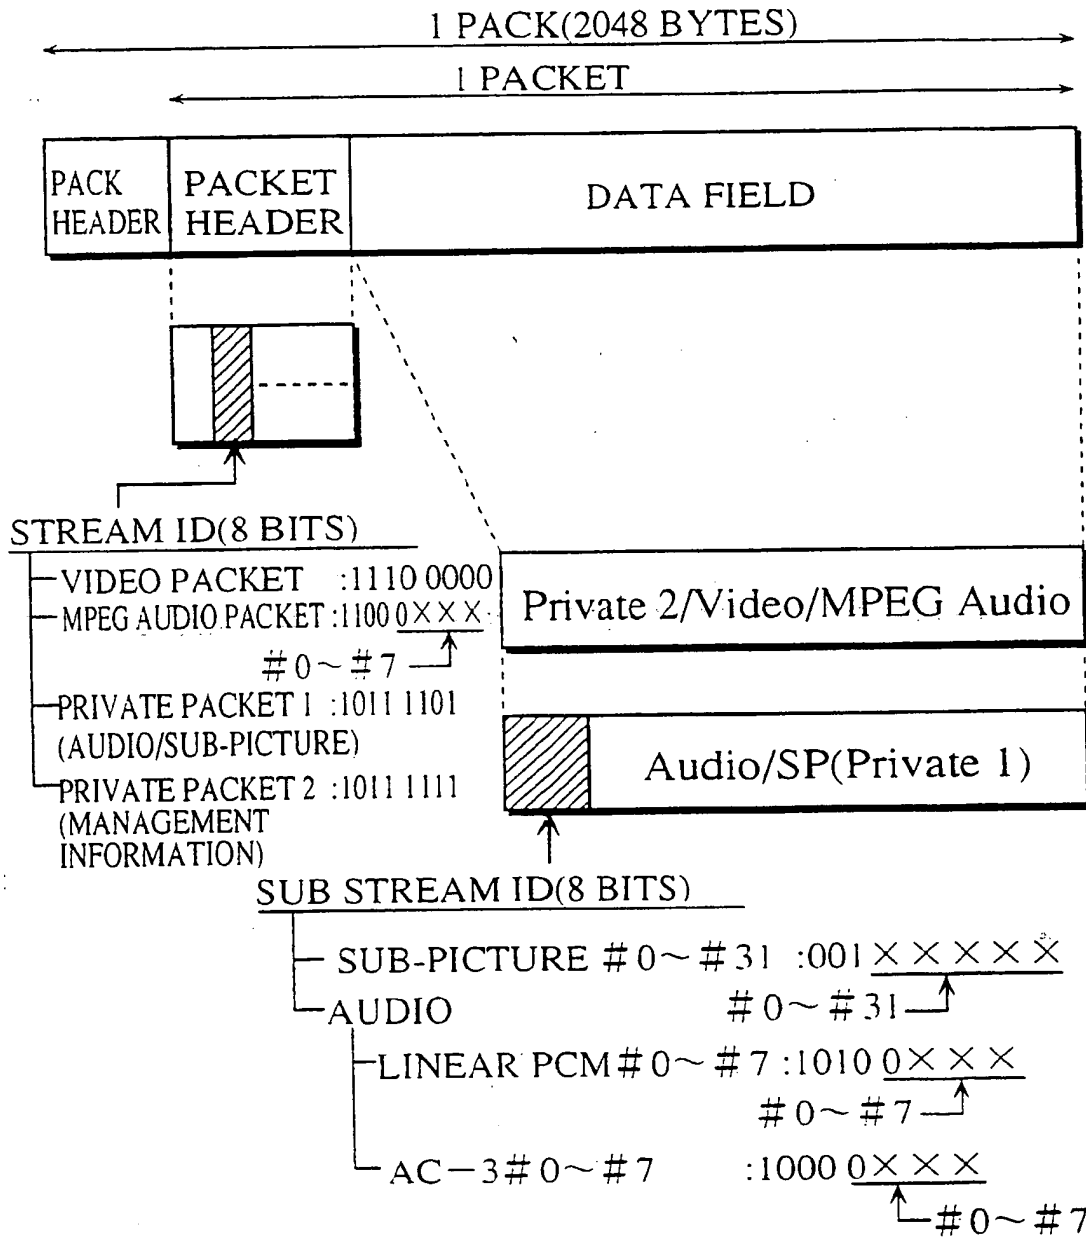 1 PACK(2048 BYTES)
1 PACKET
PACK HEADER
PACKET HEADER
DATA FIELD
STREAM ID(8 BITS)
VIDEO PACKET :1110 0000
MPEG AUDIO PACKET :1100 0×××
#0~#7
PRIVATE PACKET 1 :1011 1101
(AUDIO/SUB-PICTURE)
PRIVATE PACKET 2 :1011 1111
(MANAGEMENT
INFORMATION)
Private 2/Video/MPEG Audio
Audio/SP(Private 1)
SUB STREAM ID(8 BITS)
SUB-PICTURE #0~#31 :001×××××
#0~#31
AUDIO
LINEAR PCM#0~#7 :1010 0×××
#0~#7
AC-3#0~#7 :1000 0×××
#0~#7